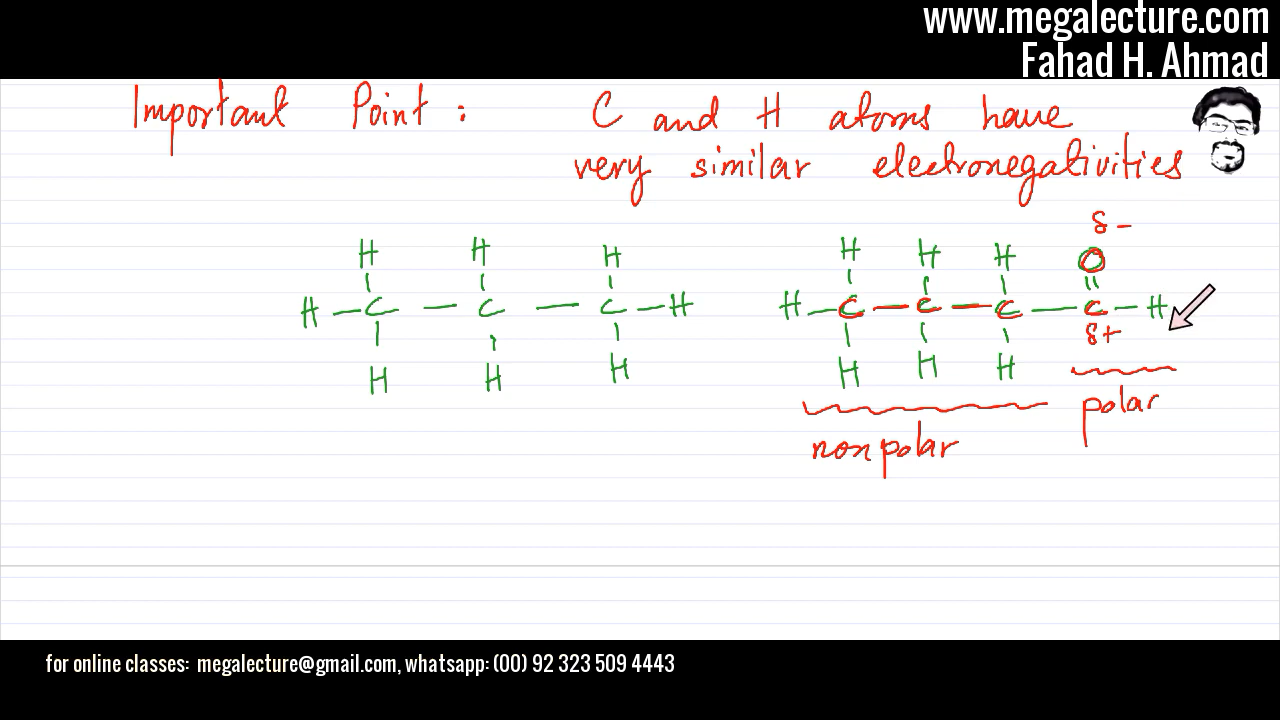 www.megalecture.com
Fahad H. Ahmad
Important Point : C and H atoms have
very similar electronegativities
δ-
H H H H H H O
H - C - C - C - H H - C - C - C - C - H
δ+
H H H H H H
polar
nonpolar
for online classes: megalecture@gmail.com, whatsapp: (00) 92 323 509 4443